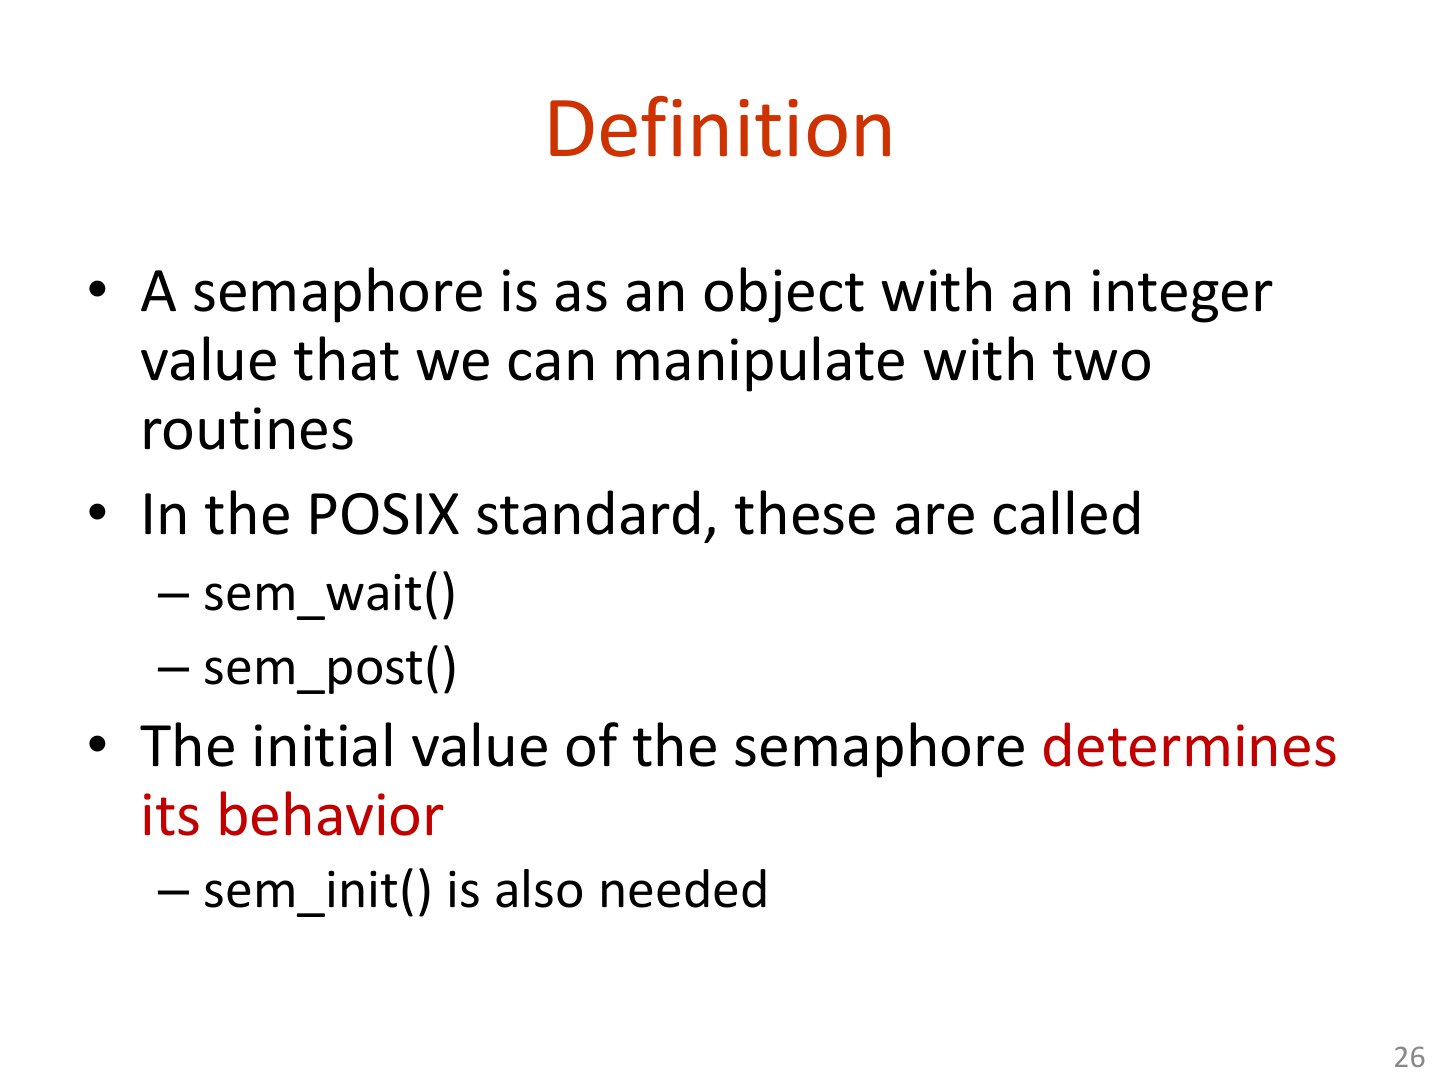 Definition
• A semaphore is as an object with an integer
value that we can manipulate with two
routines
• In the POSIX standard, these are called
– sem_wait()
– sem_post()
• The initial value of the semaphore determines
its behavior
– sem_init() is also needed
26